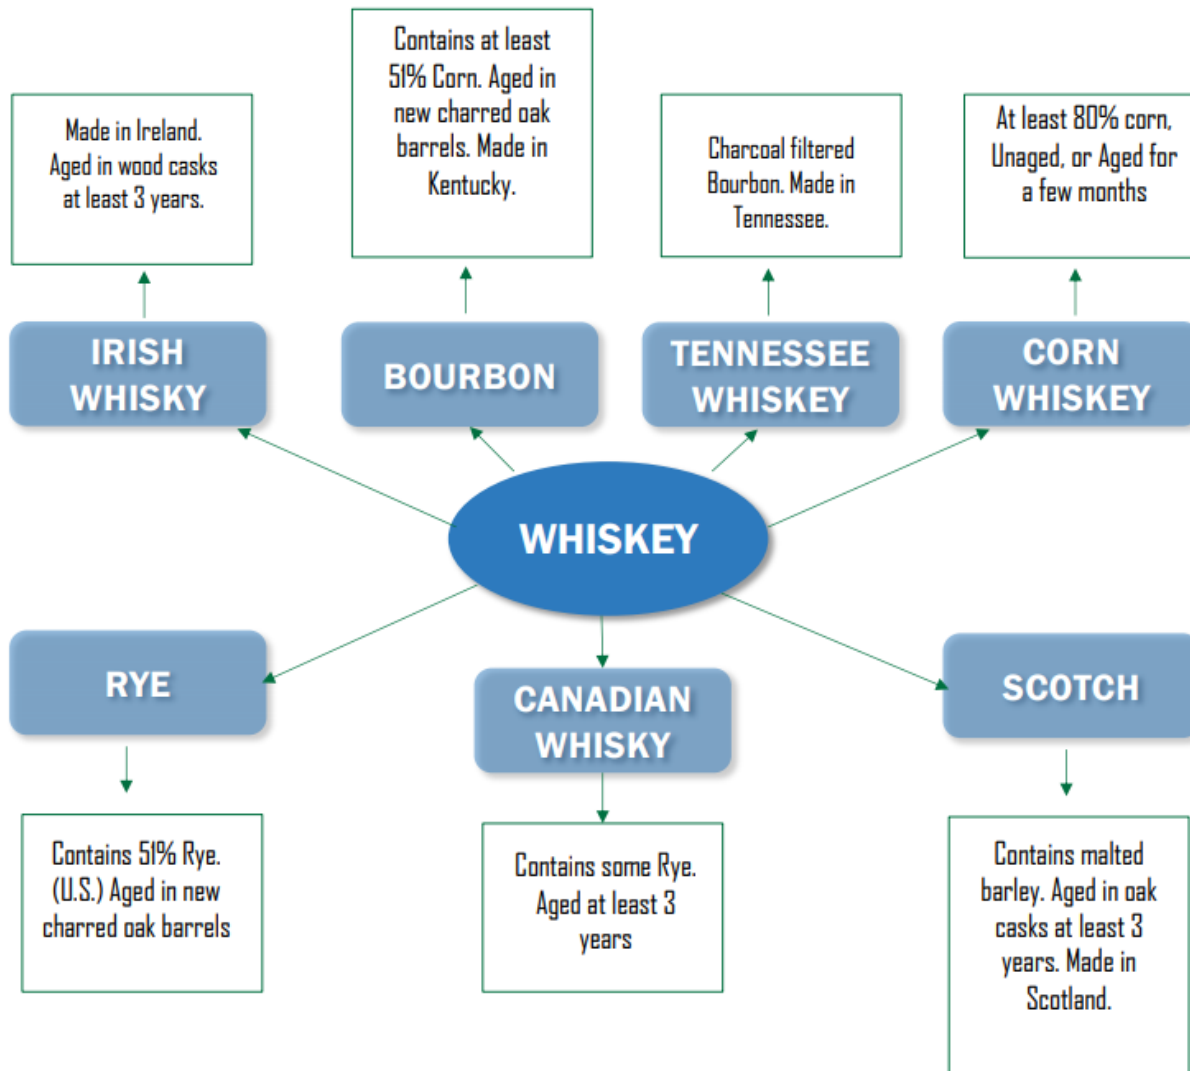 Contains at least
51% Corn. Aged in
new charred oak
barrels. Made in
Kentucky.
Made in Ireland.
Aged in wood casks
at least 3 years.
Charcoal filtered
Bourbon. Made in
Tennessee.
At least 80% corn,
Unaged, or Aged for
a few months
IRISH
WHISKY
BOURBON
TENNESSEE
WHISKEY
CORN
WHISKEY
WHISKEY
RYE
CANADIAN
WHISKY
SCOTCH
Contains 51% Rye.
(U.S.) Aged in new
charred oak barrels
Contains some Rye.
Aged at least 3
years
Contains malted
barley. Aged in oak
casks at least 3
years. Made in
Scotland.